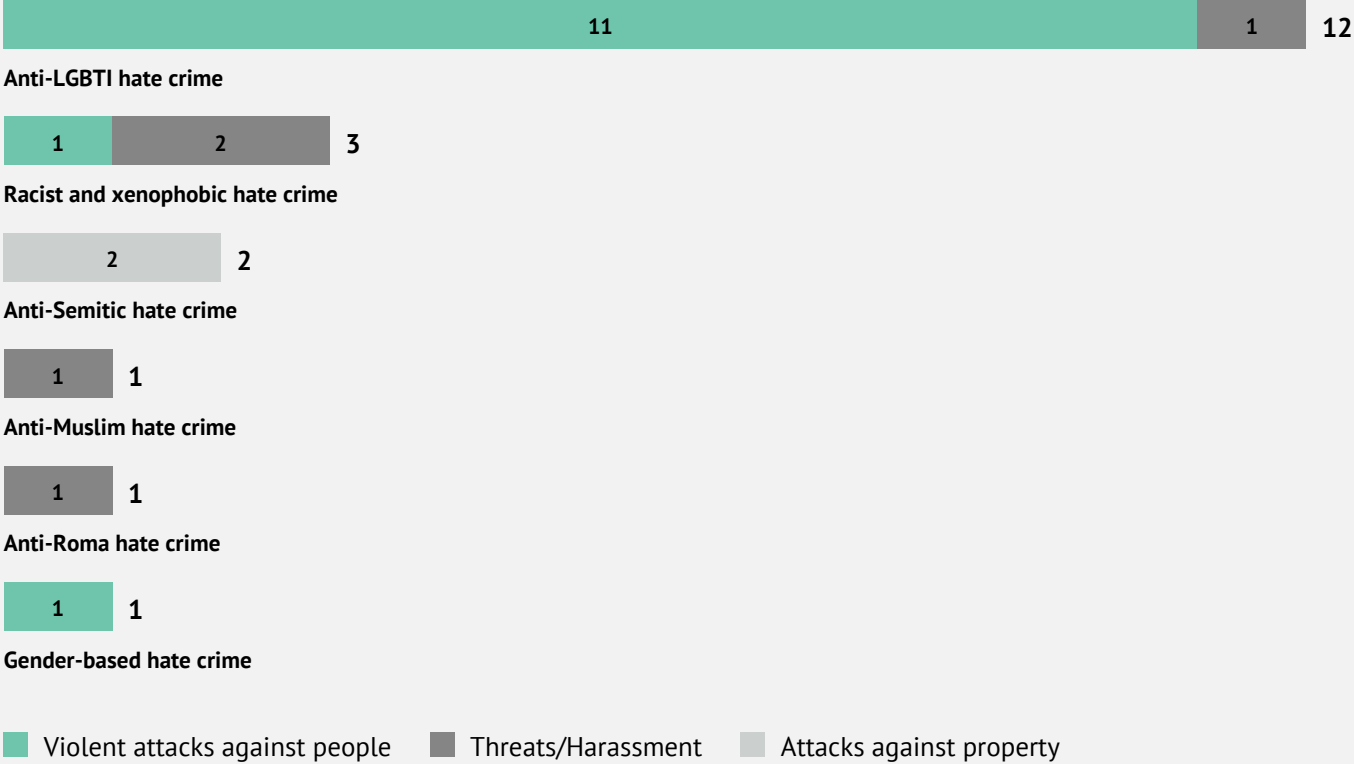 11 1 12
Anti-LGBTI hate crime
1 2 3
Racist and xenophobic hate crime
2 2
Anti-Semitic hate crime
1 1
Anti-Muslim hate crime
1 1
Anti-Roma hate crime
1 1
Gender-based hate crime
Violent attacks against people Threats/Harassment Attacks against property